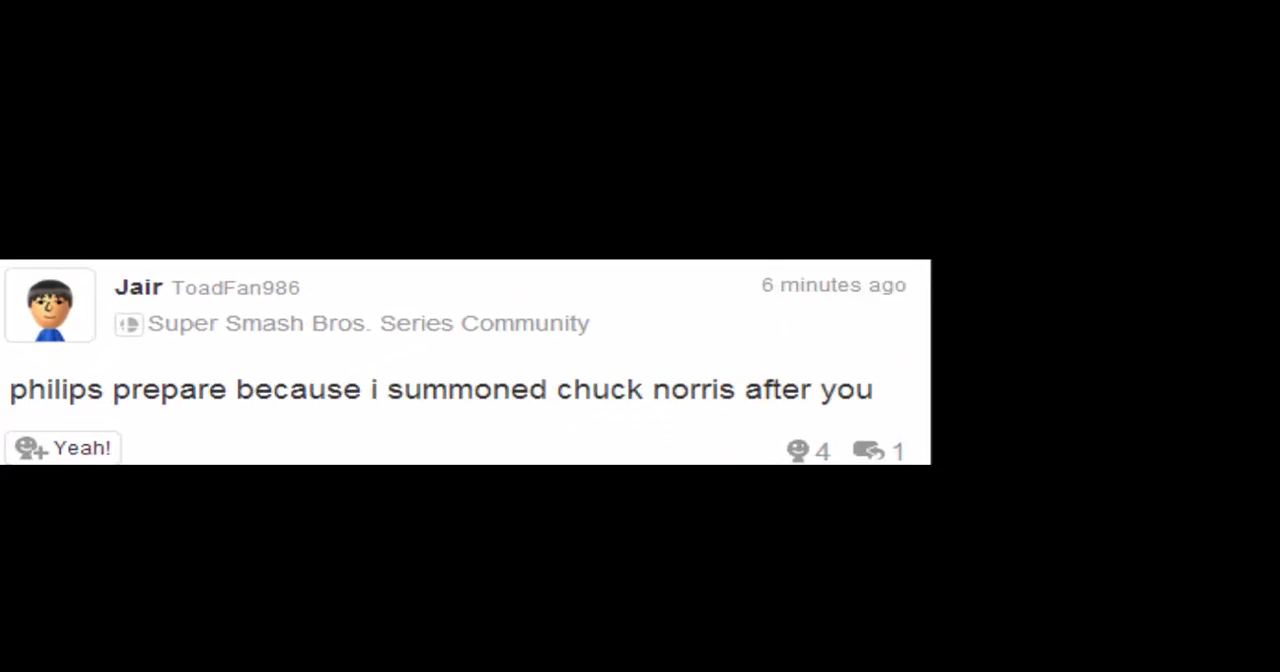 Jair ToadFan986 6 minutes ago
Super Smash Bros. Series Community
philips prepare because i summoned chuck norris after you
Yeah! 4 1